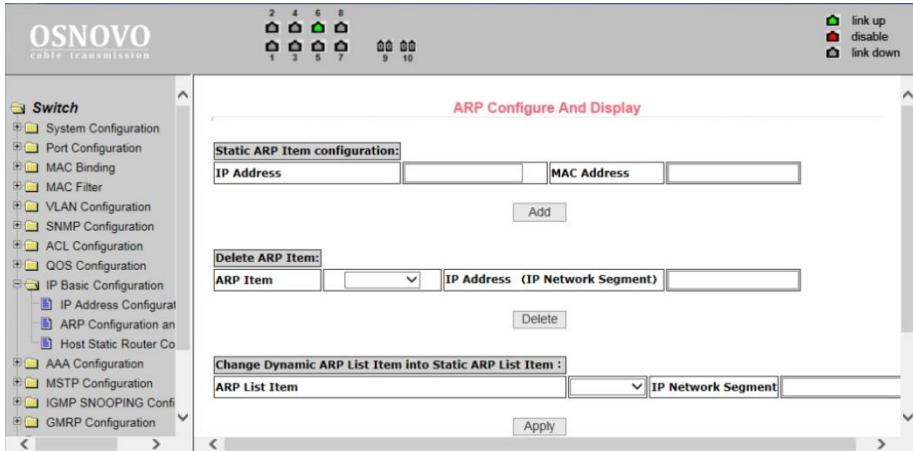 OSNOVO
cable transmission
2 4 6 8
1 3 5 7 9 10
link up
disable
link down
Switch
System Configuration
Port Configuration
MAC Binding
MAC Filter
VLAN Configuration
SNMP Configuration
ACL Configuration
QOS Configuration
IP Basic Configuration
IP Address Configurat
ARP Configuration an
Host Static Router Co
AAA Configuration
MSTP Configuration
IGMP SNOOPING Confi
GMRP Configuration
ARP Configure And Display
Static ARP Item configuration:
IP Address MAC Address
Add
Delete ARP Item:
ARP Item IP Address (IP Network Segment)
Delete
Change Dynamic ARP List Item into Static ARP List Item :
ARP List Item IP Network Segment
Apply